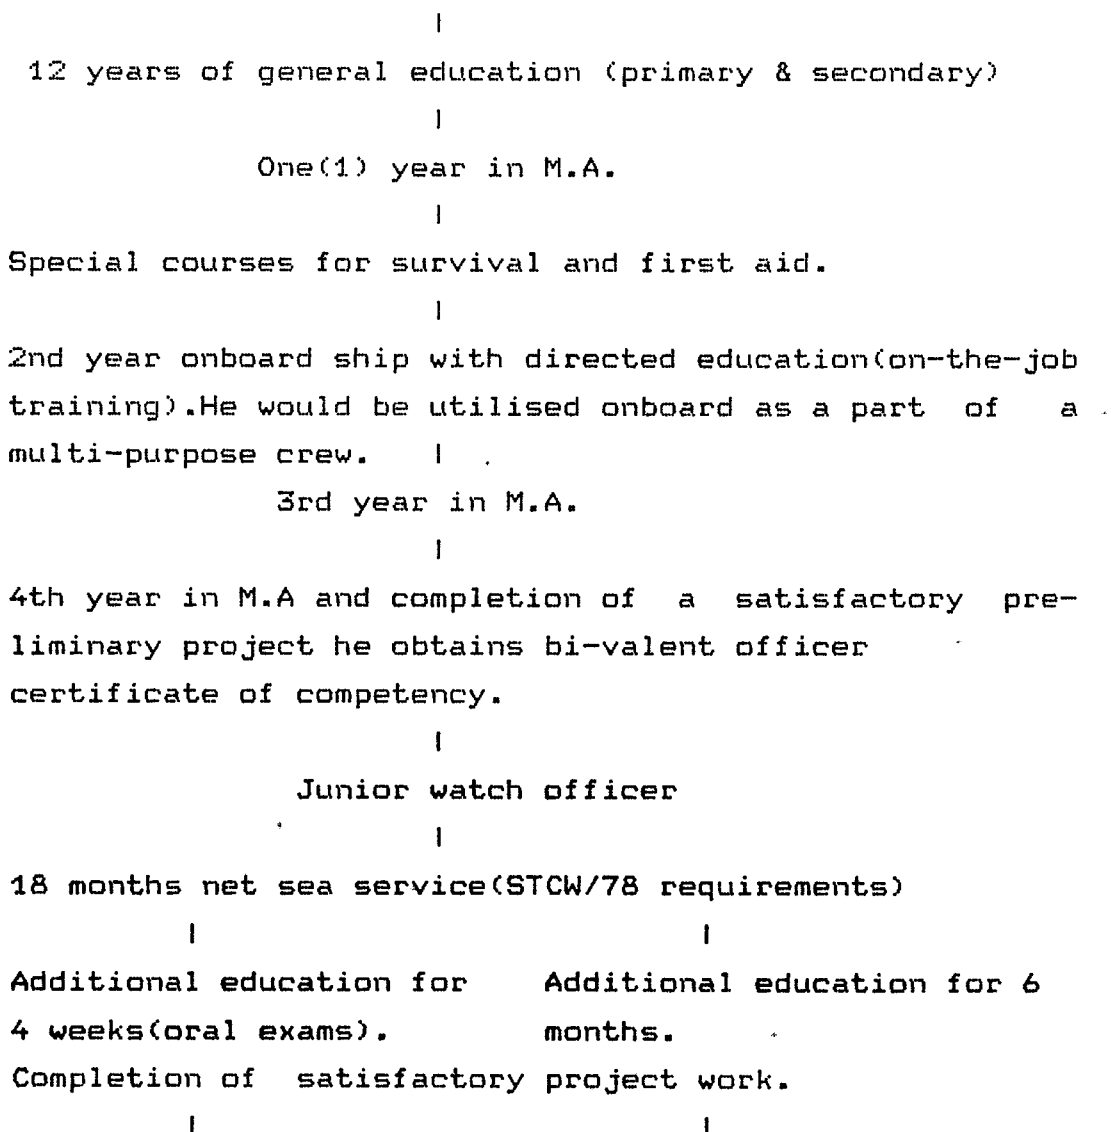 |
12 years of general education (primary & secondary)
|
One(1) year in M.A.
|
Special courses for survival and first aid.
|
2nd year onboard ship with directed education(on-the-job
training).He would be utilised onboard as a part of a
multi-purpose crew. |
3rd year in M.A.
|
4th year in M.A and completion of a satisfactory pre-
liminary project he obtains bi-valent officer
certificate of competency.
|
Junior watch officer
|
18 months net sea service(STCW/78 requirements)
| |
Additional education for Additional education for 6
4 weeks(oral exams). months.
Completion of satisfactory project work.
| |